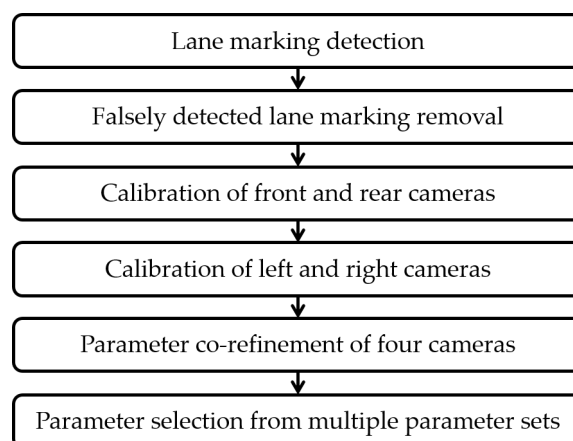 Lane marking detection
Falsely detected lane marking removal
Calibration of front and rear cameras
Calibration of left and right cameras
Parameter co-refinement of four cameras
Parameter selection from multiple parameter sets